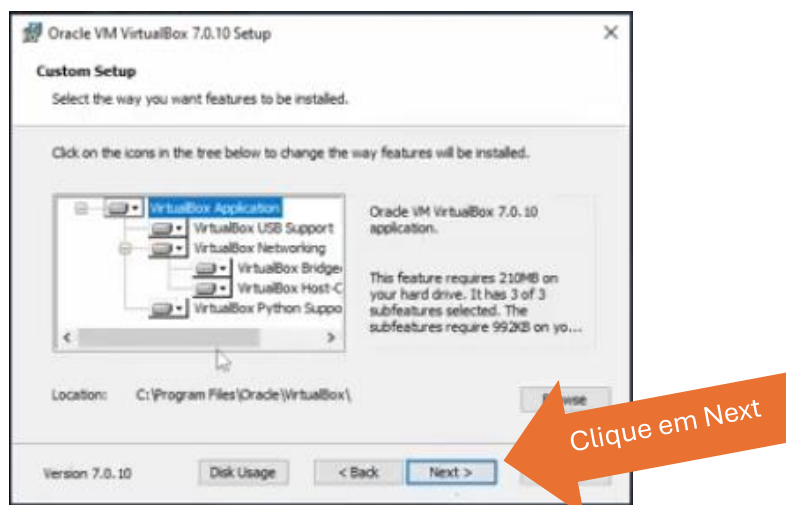 Oracle VM VirtualBox 7.0.10 Setup
Custom Setup
Select the way you want features to be installed.
Click on the icons in the tree below to change the way features will be installed.
VirtualBox Application
VirtualBox USB Support
VirtualBox Networking
VirtualBox Bridge
VirtualBox Host-C
VirtualBox Python Suppo
Oracle VM VirtualBox 7.0.10
application.
This feature requires 210MB on
your hard drive. It has 3 of 3
subfeatures selected. The
subfeatures require 992KB on yo...
Location: C:\Program Files\Oracle\VirtualBox\
Clique em Next
Version 7.0.10 Disk Usage < Back Next >